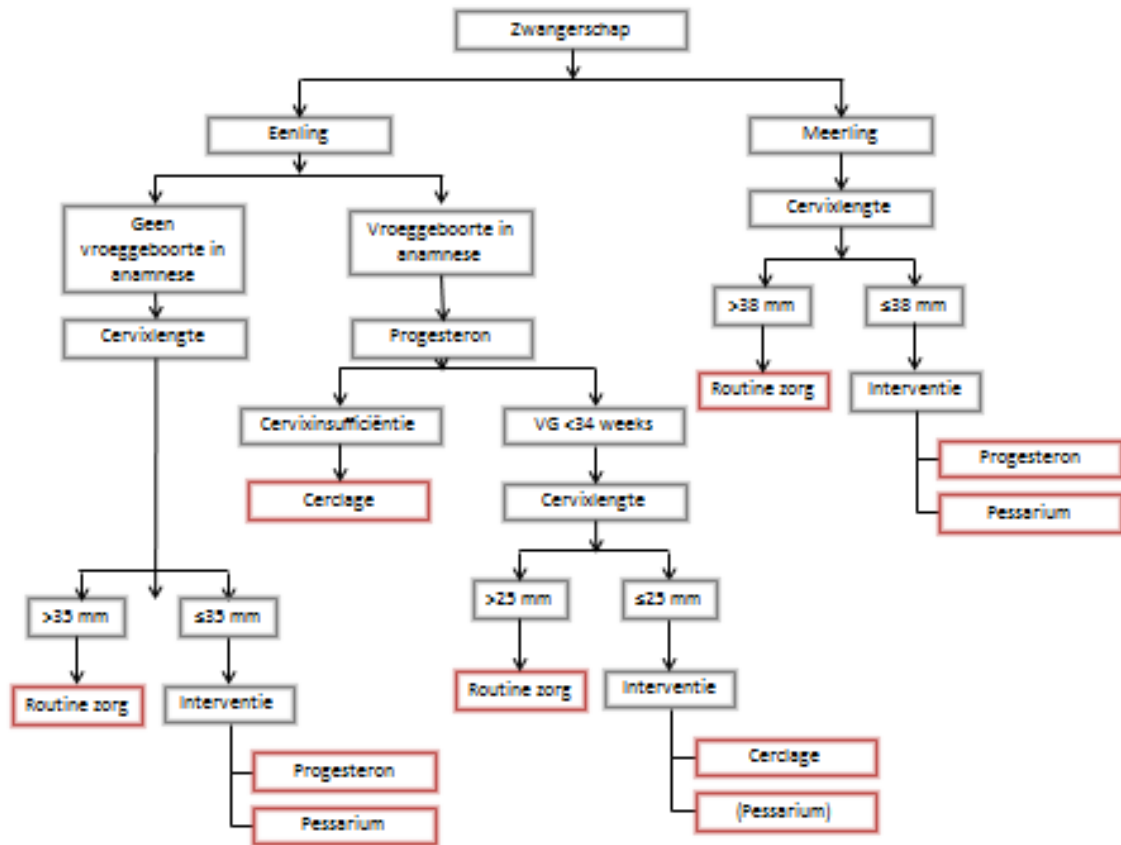 Zwangerschap
Eenling
Meerling
Geen
vroeggeboorte in
anamnese
Vroeggeboorte in
anamnese
Cervixlengte
Cervixlengte
Progesteron
>38 mm
≤38 mm
Routine zorg
Interventie
Cervixinsufficiëntie
VG <34 weeks
Progesteron
Cerclage
Cervixlengte
Pessarium
>35 mm
≤35 mm
>25 mm
≤25 mm
Routine zorg
Interventie
Routine zorg
Interventie
Progesteron
Cerclage
Pessarium
(Pessarium)